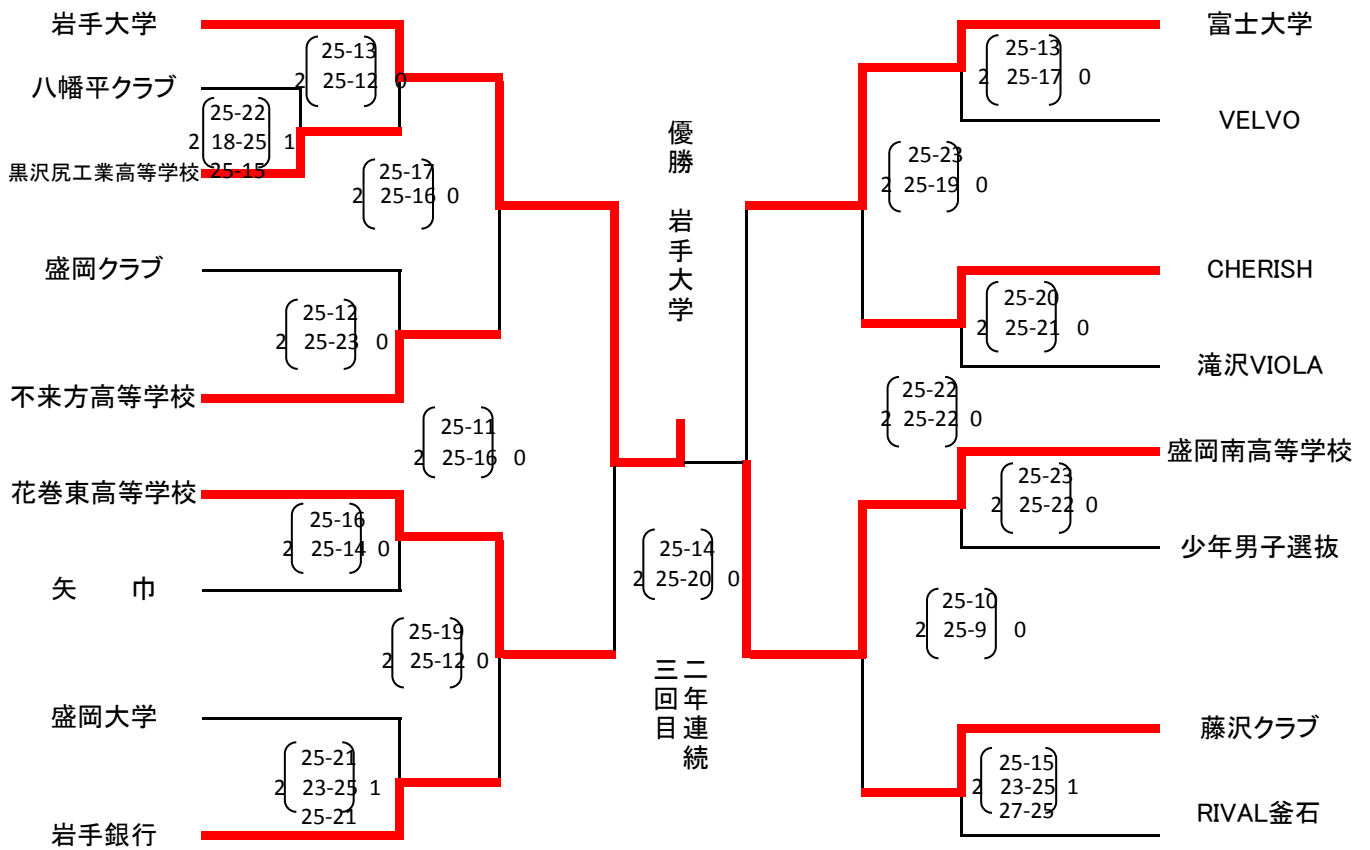 岩手大学
25-13
2 25-12 0
八幡平クラブ
25-22
2 18-25 1
25-15
黒沢尻工業高等学校
25-17
2 25-16 0
盛岡クラブ
25-12
2 25-23 0
不来方高等学校
25-11
2 25-16 0
花巻東高等学校
25-16
2 25-14 0
矢　巾
25-19
2 25-12 0
盛岡大学
25-21
2 23-25 1
25-21
岩手銀行
優勝　岩手大学
25-14
2 25-20 0
二年連続
三回目
富士大学
25-13
2 25-17 0
VELVO
25-23
2 25-19 0
CHERISH
25-20
2 25-21 0
滝沢VIOLA
25-22
2 25-22 0
盛岡南高等学校
25-23
2 25-22 0
少年男子選抜
25-10
2 25-9 0
藤沢クラブ
25-15
2 23-25 1
27-25
RIVAL釜石